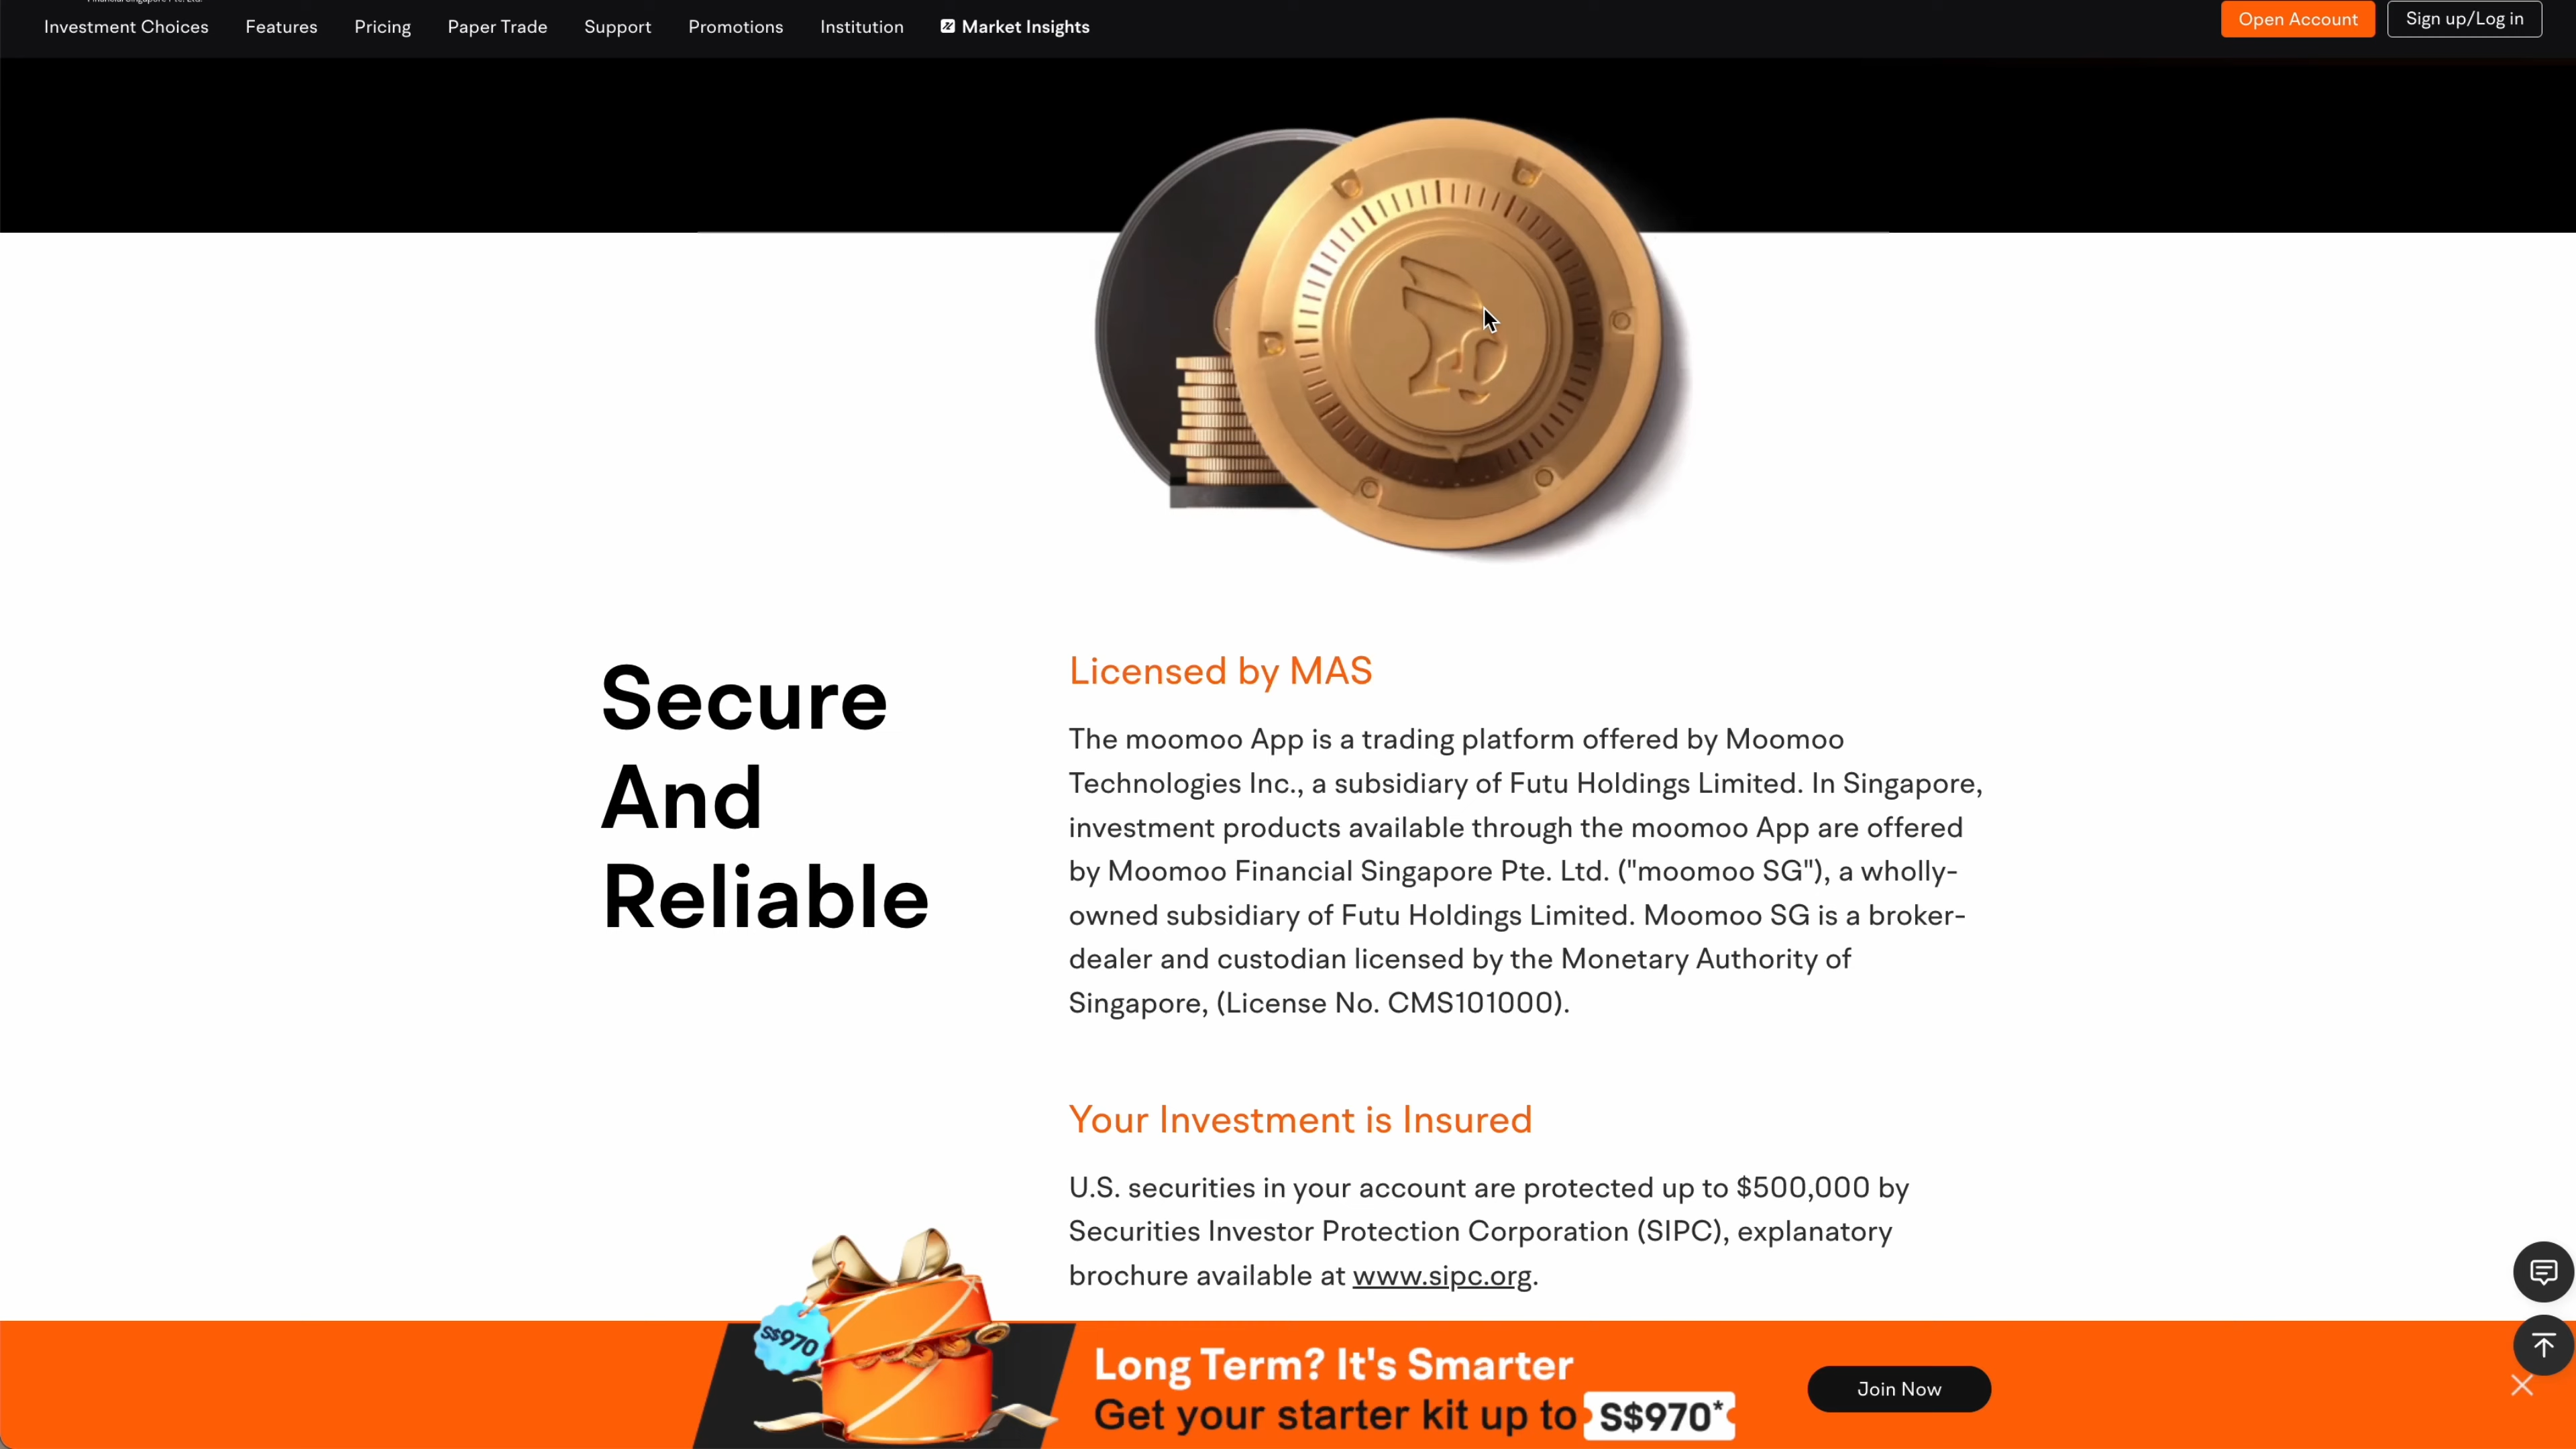 Investment Choices
Features
Pricing
Paper Trade
Support
Promotions
Institution
Market Insights
Open Account
Sign up/Log in
Secure
And
Reliable
Licensed by MAS
The moomoo App is a trading platform offered by Moomoo
Technologies Inc., a subsidiary of Futu Holdings Limited. In Singapore,
investment products available through the moomoo App are offered
by Moomoo Financial Singapore Pte. Ltd. ("moomoo SG"), a wholly-
owned subsidiary of Futu Holdings Limited. Moomoo SG is a broker-
dealer and custodian licensed by the Monetary Authority of
Singapore, (License No. CMS101000).
Your Investment is Insured
U.S. securities in your account are protected up to $500,000 by
Securities Investor Protection Corporation (SIPC), explanatory
brochure available at www.sipc.org.
S$970
Long Term? It's Smarter
Get your starter kit up to S$970*
Join Now